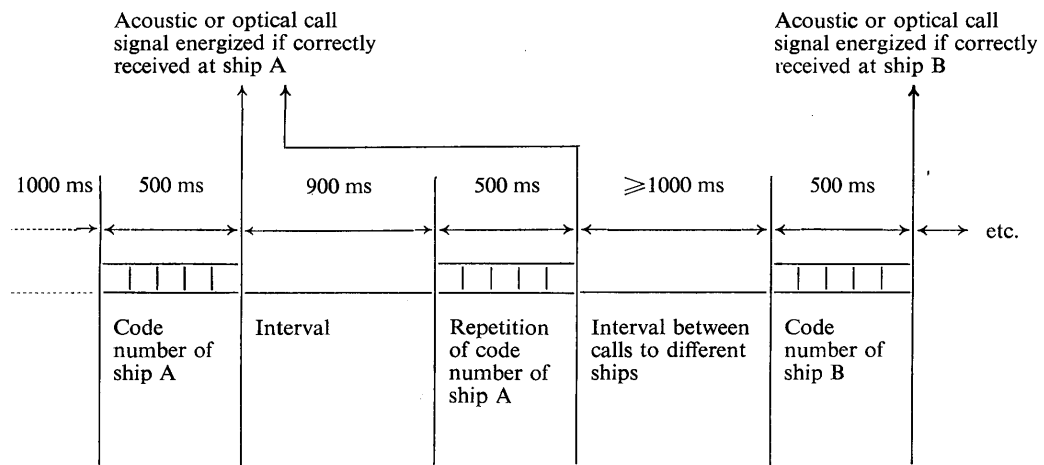 Acoustic or optical call
signal energized if correctly
received at ship A
Acoustic or optical call
signal energized if correctly
received at ship B
1000 ms
500 ms
900 ms
500 ms
⩾1000 ms
500 ms
etc.
Code
number of
ship A
Interval
Repetition
of code
number of
ship A
Interval between
calls to different
ships
Code
number of
ship B